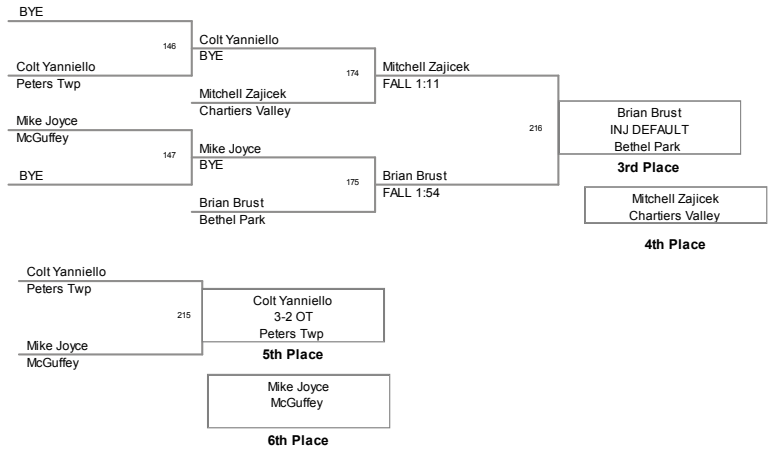 BYE
146
Colt Yanniello
Peters Twp
Colt Yanniello
BYE
174
Mitchell Zajicek
Chartiers Valley
Mitchell Zajicek
FALL 1:11
Mike Joyce
McGuffey
147
BYE
Mike Joyce
BYE
175
Brian Brust
Bethel Park
Brian Brust
FALL 1:54
216
Brian Brust
INJ DEFAULT
Bethel Park
3rd Place
Mitchell Zajicek
Chartiers Valley
4th Place
Colt Yanniello
Peters Twp
215
Mike Joyce
McGuffey
Colt Yanniello
3-2 OT
Peters Twp
5th Place
Mike Joyce
McGuffey
6th Place